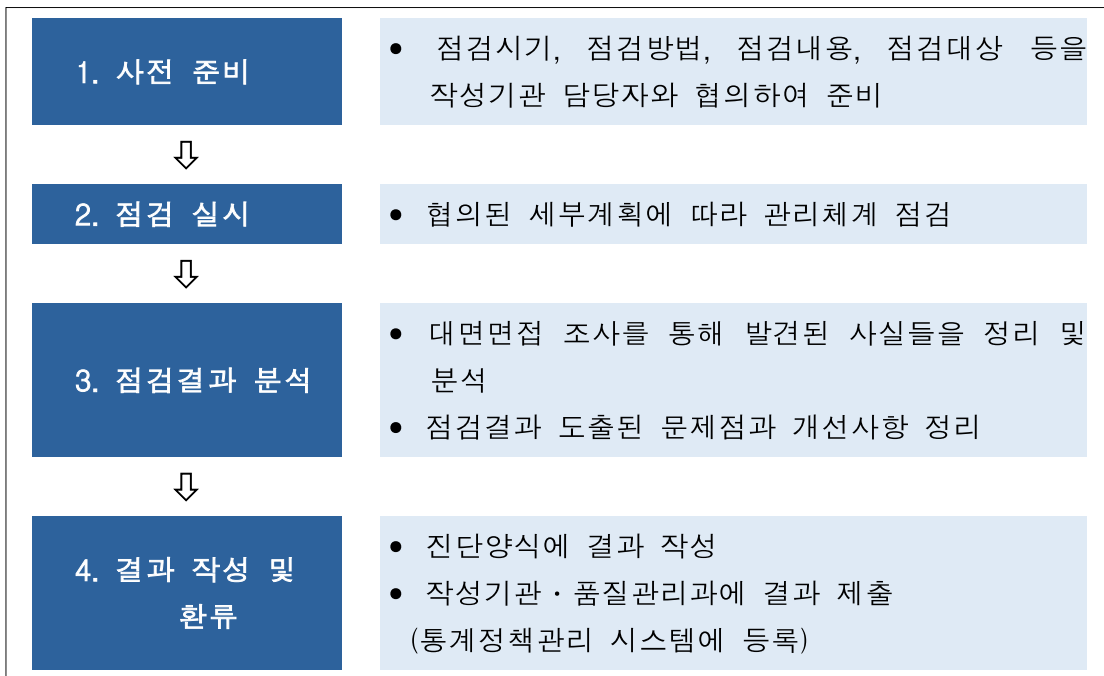 1. 사전 준비
• 점검시기, 점검방법, 점검내용, 점검대상 등을
작성기관 담당자와 협의하여 준비
⇩
2. 점검 실시
• 협의된 세부계획에 따라 관리체계 점검
⇩
3. 점검결과 분석
• 대면면접 조사를 통해 발견된 사실들을 정리 및
분석
• 점검결과 도출된 문제점과 개선사항 정리
⇩
4. 결과 작성 및
환류
• 진단양식에 결과 작성
• 작성기관·품질관리과에 결과 제출
(통계정책관리 시스템에 등록)